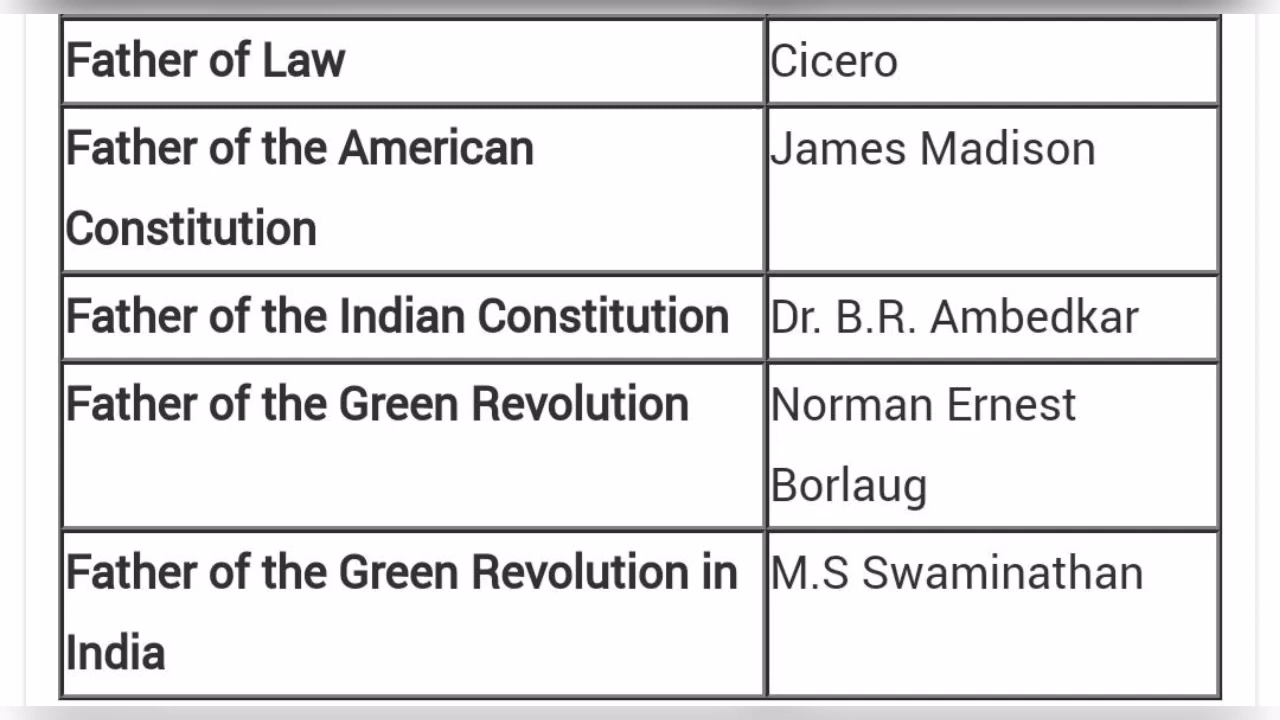 Father of Law
Cicero
Father of the American
Constitution
James Madison
Father of the Indian Constitution
Dr. B.R. Ambedkar
Father of the Green Revolution
Norman Ernest
Borlaug
Father of the Green Revolution in
India
M.S Swaminathan